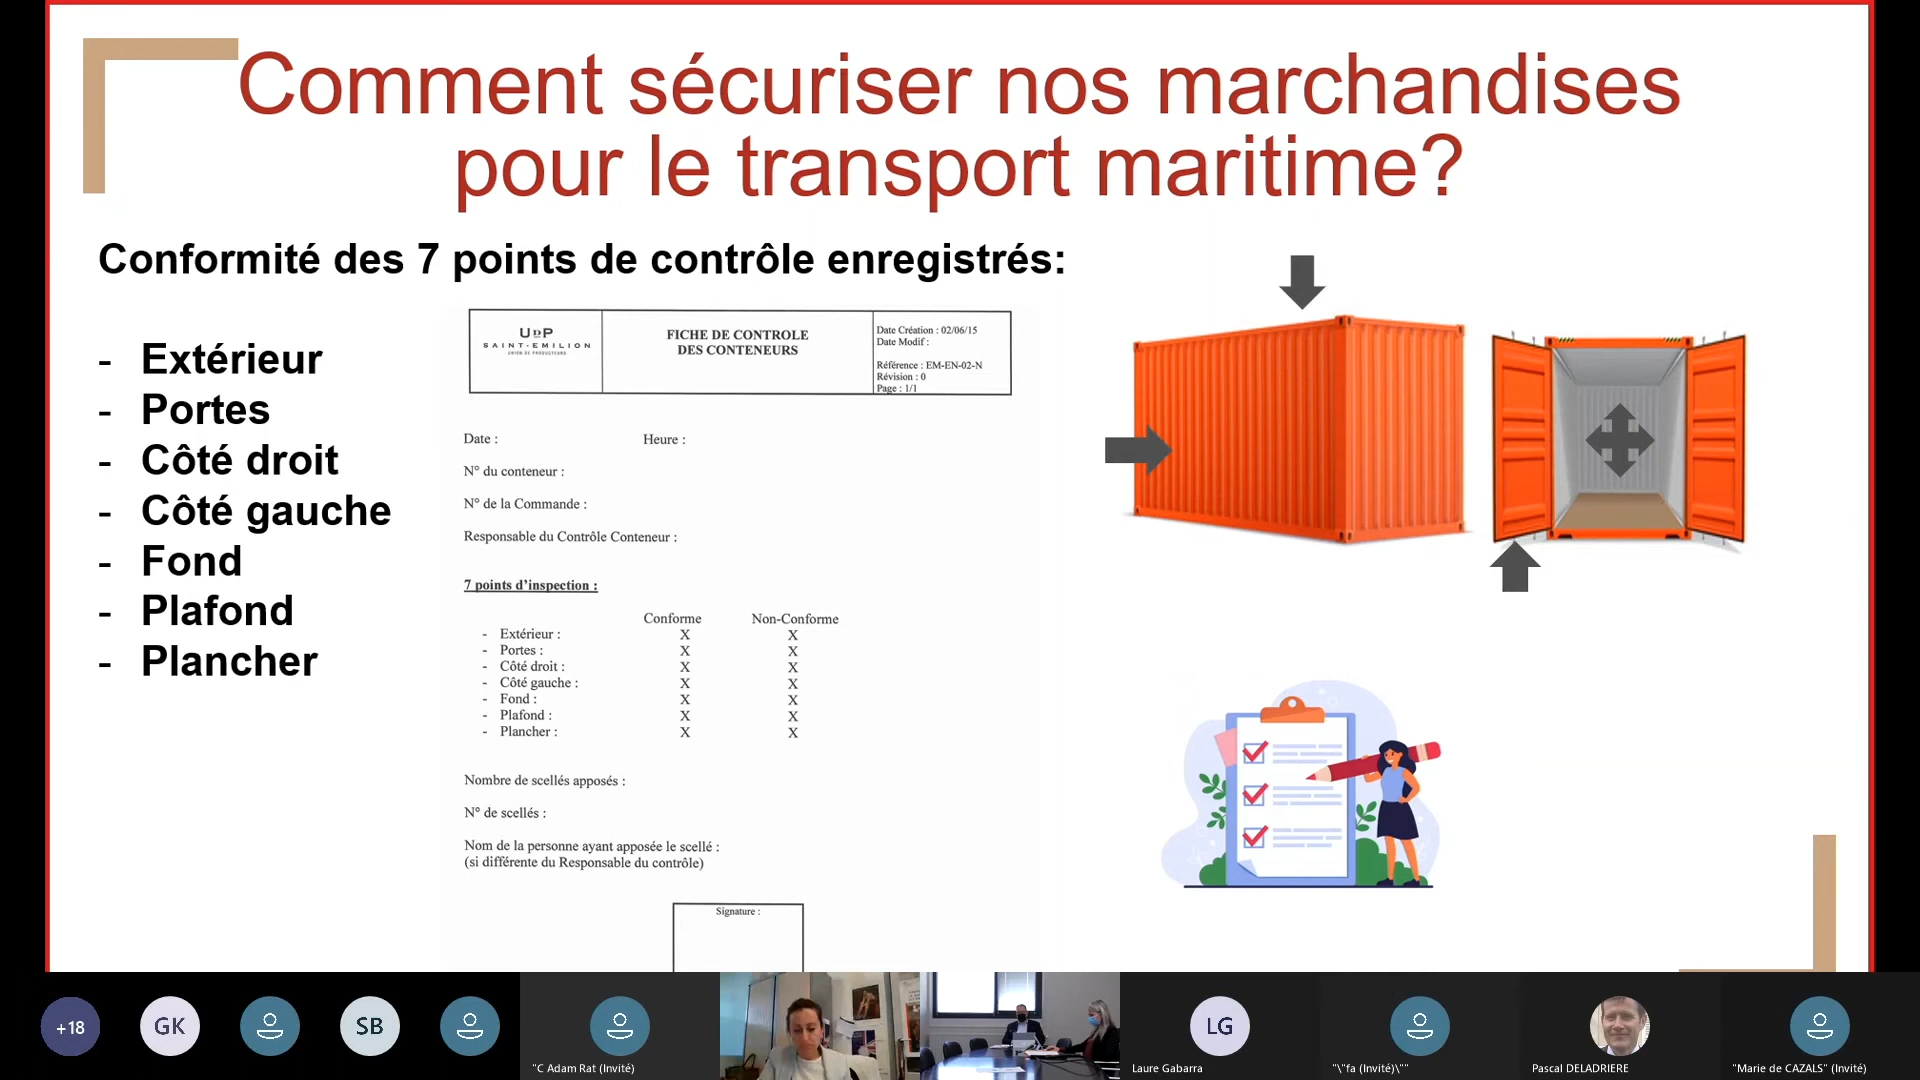 Comment sécuriser nos marchandises
pour le transport maritime?
Conformité des 7 points de contrôle enregistrés:
- Extérieur
- Portes
- Côté droit
- Côté gauche
- Fond
- Plafond
- Plancher
UDP
SAINT-EMILION
UNION DE PRODUCTEURS
FICHE DE CONTROLE
DES CONTENEURS
Date Création : 02/06/15
Date Modif :
Référence : EM-EN-02-N
Révision : 0
Page : 1/1
Date : Heure :
N° du conteneur :
N° de la Commande :
Responsable du Contrôle Conteneur :
7 points d'inspection :
Conforme Non-Conforme
- Extérieur : X X
- Portes : X X
- Côté droit : X X
- Côté gauche : X X
- Fond : X X
- Plafond : X X
- Plancher : X X
Nombre de scellés apposés :
N° de scellés :
Nom de la personne ayant apposée le scellé :
(si différente du Responsable du contrôle)
Signature :
+18
GK
SB
"C Adam Rat (Invité)
LG
Laure Gabarra
"\"fa (Invité)\""
Pascal DELADRIERE
"Marie de CAZALS" (Invité)